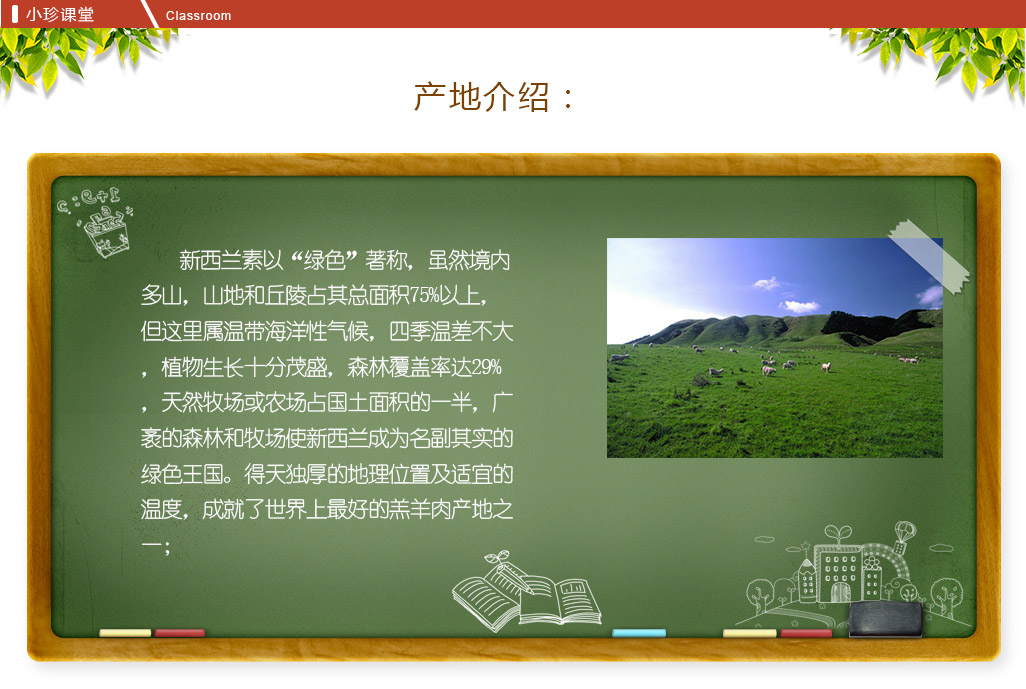 小珍课堂
Classroom
产地介绍：
新西兰素以“绿色”著称，虽然境内
多山，山地和丘陵占其总面积75%以上，
但这里属温带海洋性气候，四季温差不大
，植物生长十分茂盛，森林覆盖率达29%
，天然牧场或农场占国土面积的一半，广
袤的森林和牧场使新西兰成为名副其实的
绿色王国。得天独厚的地理位置及适宜的
温度，成就了世界上最好的羔羊肉产地之
一；